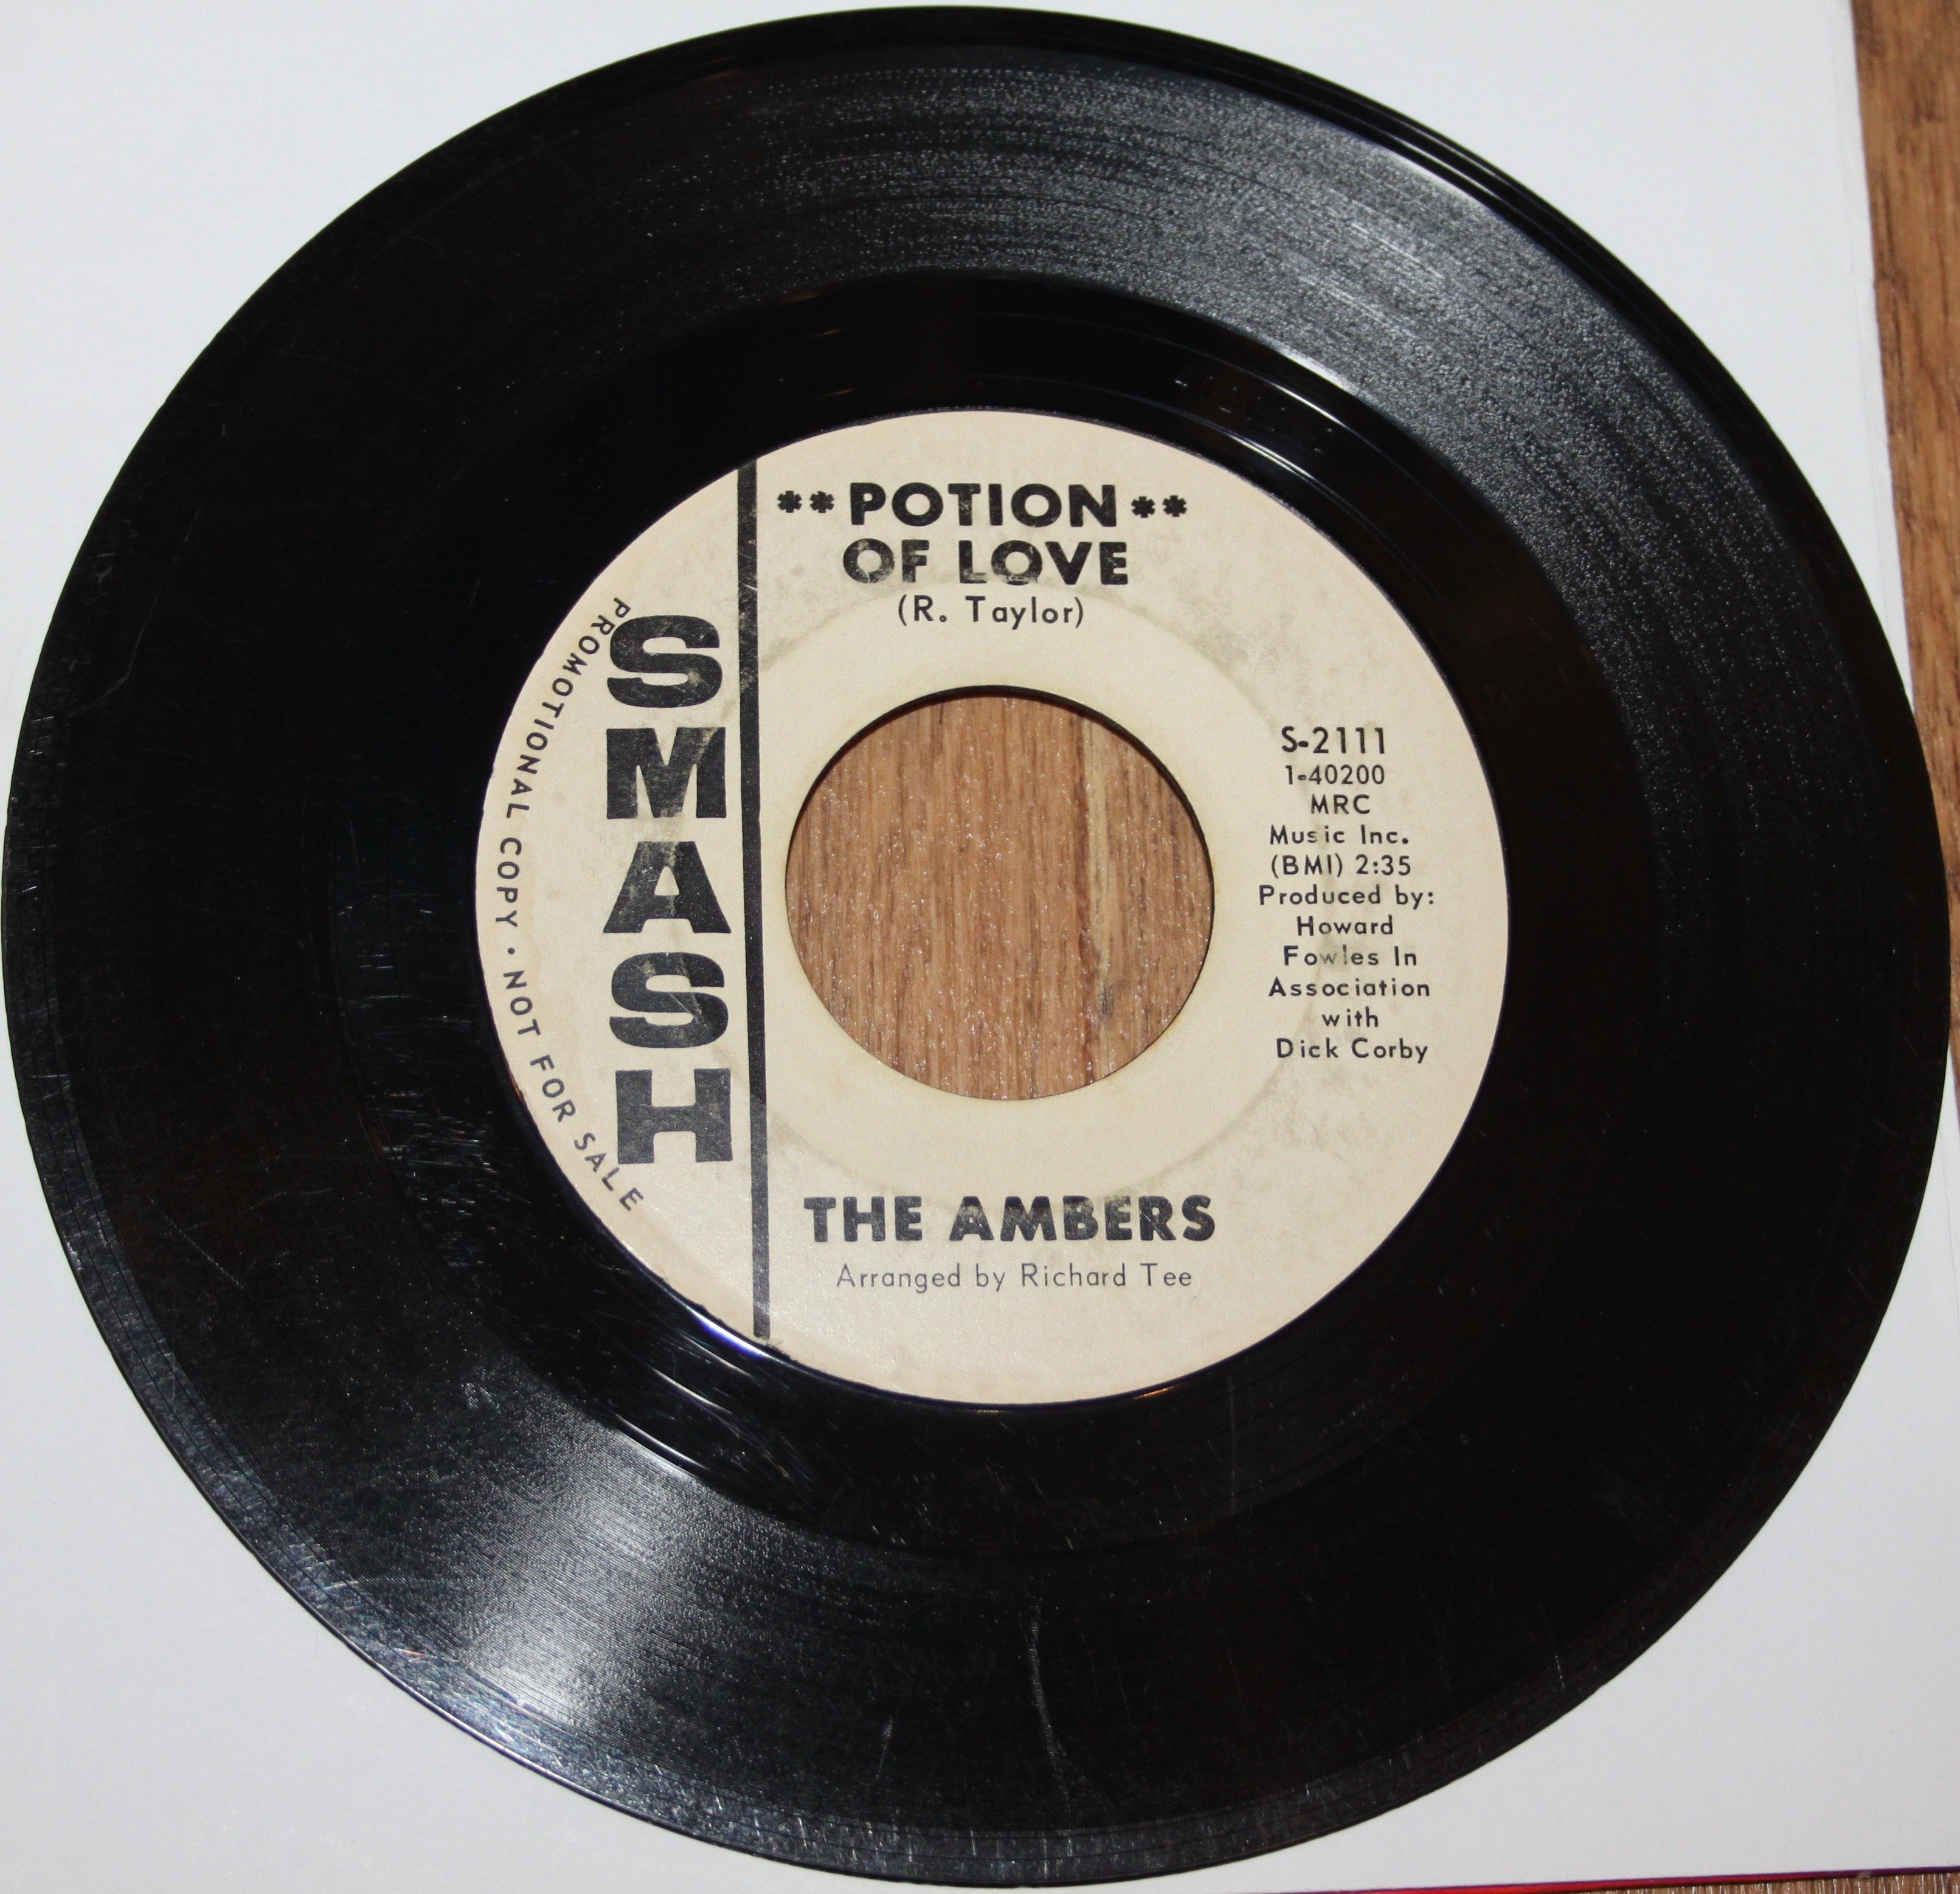 **POTION**
OF LOVE
(R. Taylor)
SMASH
PROMOTIONAL COPY • NOT FOR SALE
S-2111
1-40200
MRC
Music Inc.
(BMI) 2:35
Produced by:
Howard
Fowles In
Association
with
Dick Corby
THE AMBERS
Arranged by Richard Tee